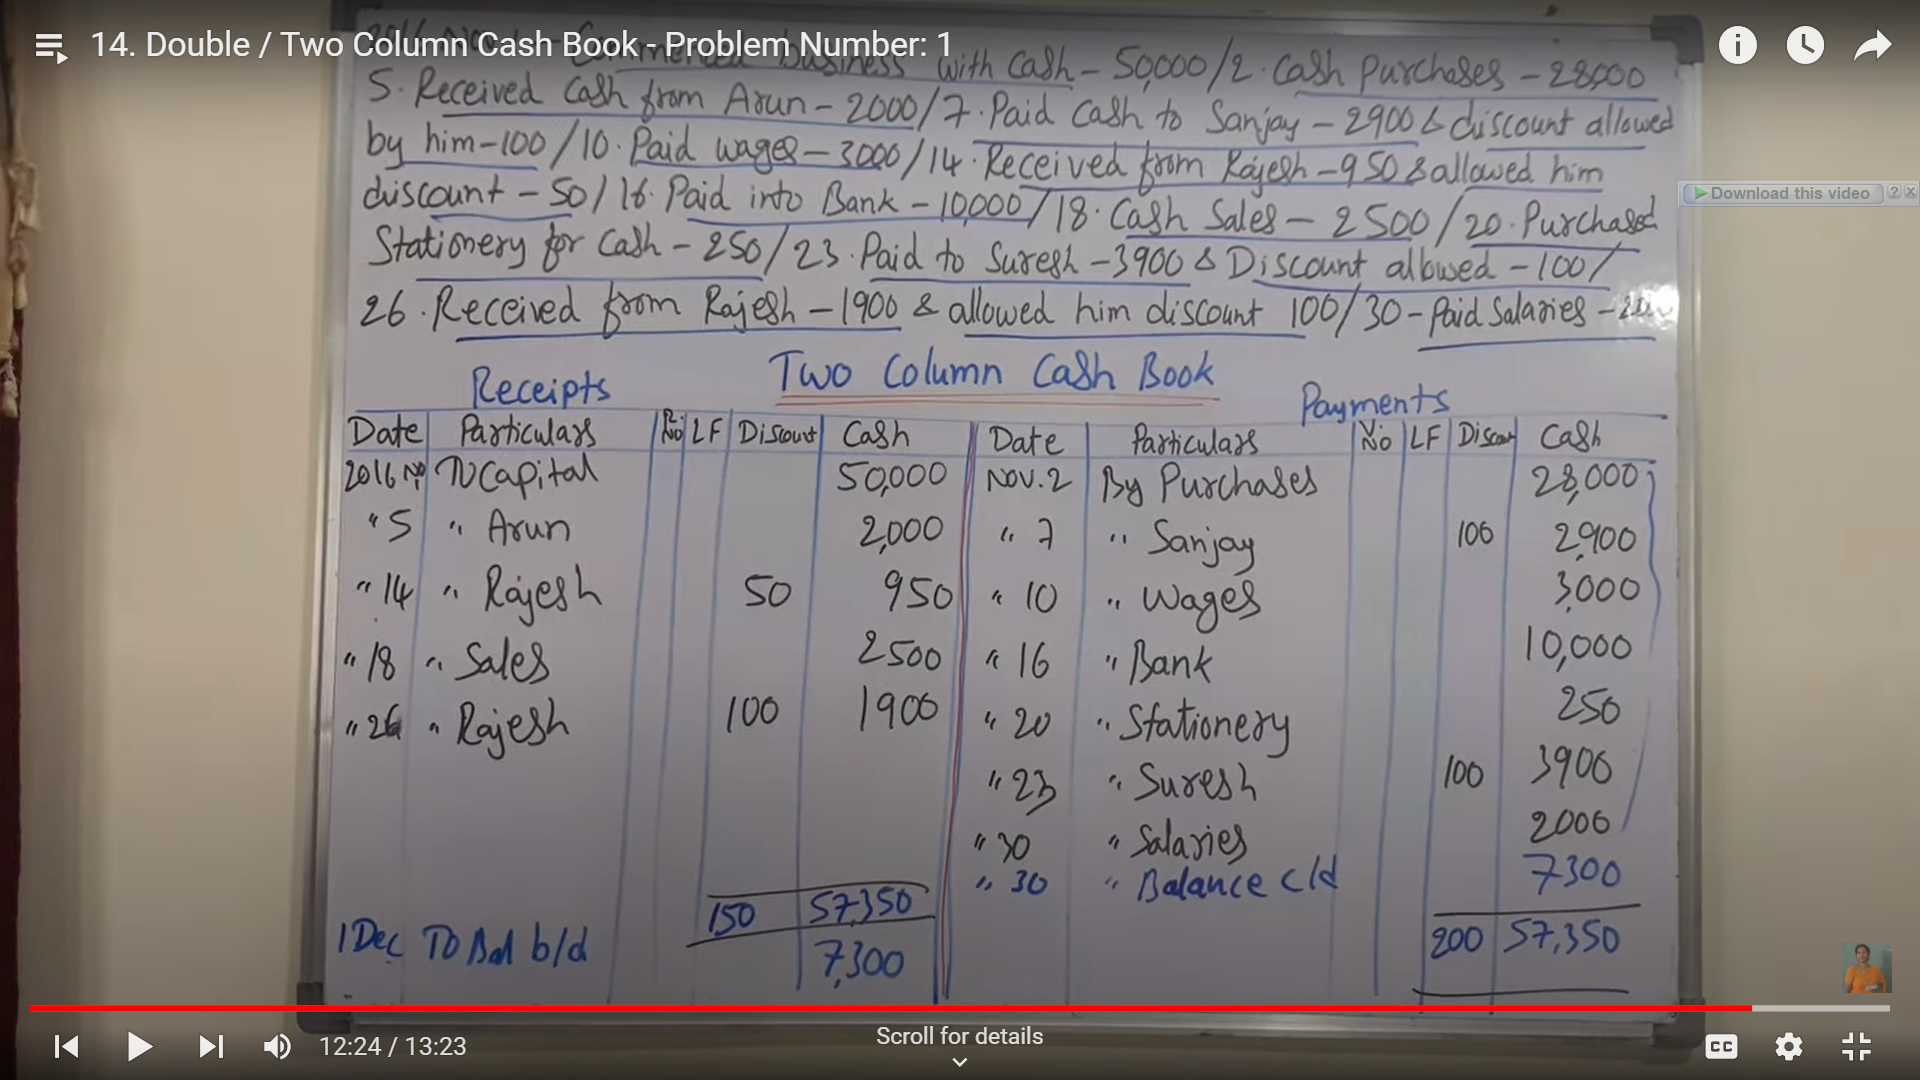 14. Double / Two Column Cash Book - Problem Number: 1
Commenced business with Cash - 50,000/2. Cash Purchases - 28,000
5. Received Cash from Arun - 2000/7. Paid Cash to Sanjay - 2900 & discount allowed
by him - 100/10. Paid wages - 3000/14. Received from Rajesh - 950 & allowed him
discount - 50/16. Paid into Bank - 10,000/18. Cash Sales - 2500/20. Purchased
Stationery for Cash - 250/23. Paid to Suresh - 3900 & Discount allowed - 100/
26. Received from Rajesh - 1900 & allowed him discount 100/30 - Paid Salaries -
Download this video ? X
Two Column Cash Book
Receipts Payments
Date Particulars R. No LF Discount Cash Date Particulars V. No LF Discount Cash
2016 To Capital 50,000 Nov. 2 By Purchases 28,000
" 5 " Arun 2,000 " 7 " Sanjay 100 2,900
" 14 " Rajesh 50 950 " 10 " Wages 3,000
" 18 " Sales 2500 " 16 " Bank 10,000
" 26 " Rajesh 100 1900 " 20 " Stationery 250
" 23 " Suresh 100 3900
" 30 " Salaries 2000
" 30 " Balance c/d 7300
150 57,350 200 57,350
1 Dec To Bal b/d 7,300
12:24 / 13:23
Scroll for details
CC